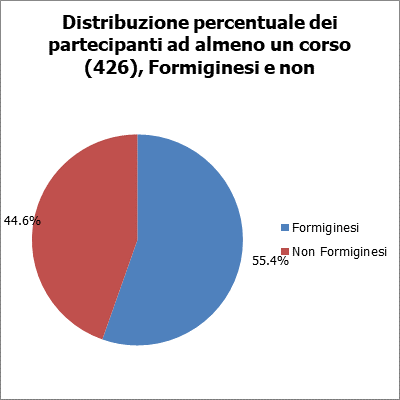 Distribuzione percentuale dei
partecipanti ad almeno un corso
(426), Formiginesi e non
44.6%
Formiginesi
Non Formiginesi
55.4%